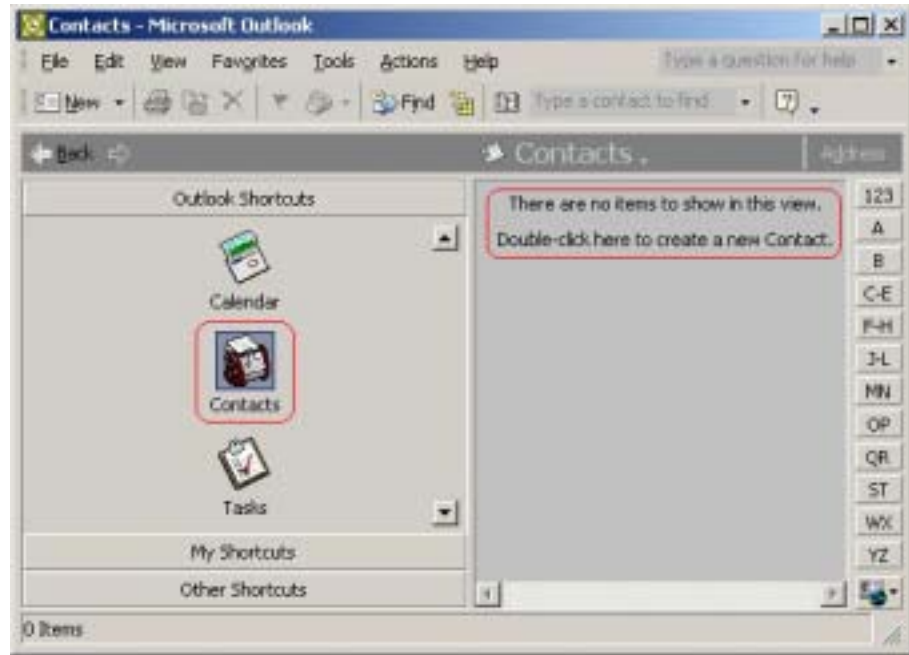 Contacts - Microsoft Outlook
File Edit View Favorites Tools Actions Help Type a question for help
New Find Type a contact to find
Back Contacts . Address
Outlook Shortcuts
Calendar
Contacts
Tasks
My Shortcuts
Other Shortcuts
There are no items to show in this view.
Double-click here to create a new Contact.
123
A
B
C-E
F-H
I-L
MN
OP
QR
ST
WX
YZ
0 Items